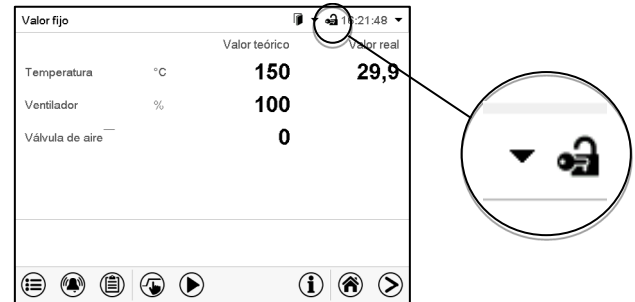 Valor fijo 16:21:48
Valor teórico Valor real
Temperatura °C 150 29,9
Ventilador % 100
Válvula de aire 0